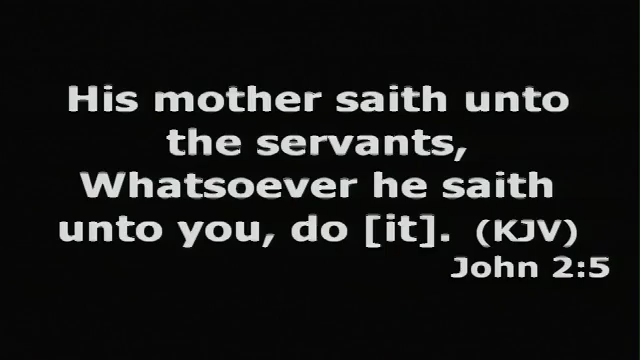 His mother saith unto
the servants,
Whatsoever he saith
unto you, do [it]. (KJV)
John 2:5